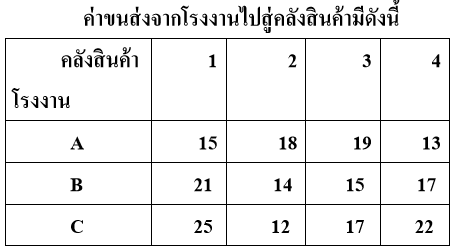 ค่าขนส่งจากโรงงานไปสู่คลังสินค้ามีดังนี้
คลังสินค้า 1 2 3 4
โรงงาน
A 15 18 19 13
B 21 14 15 17
C 25 12 17 22